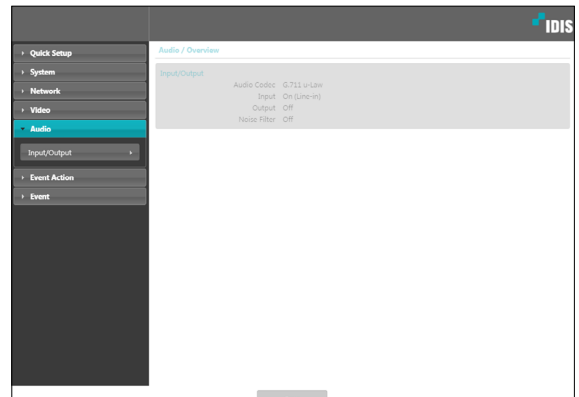 IDIS
Quick Setup
System
Network
Video
Audio
Input/Output
Event Action
Event
Audio / Overview
Input/Output
Audio Codec G.711 u-Law
Input On (Line-in)
Output Off
Noise Filter Off